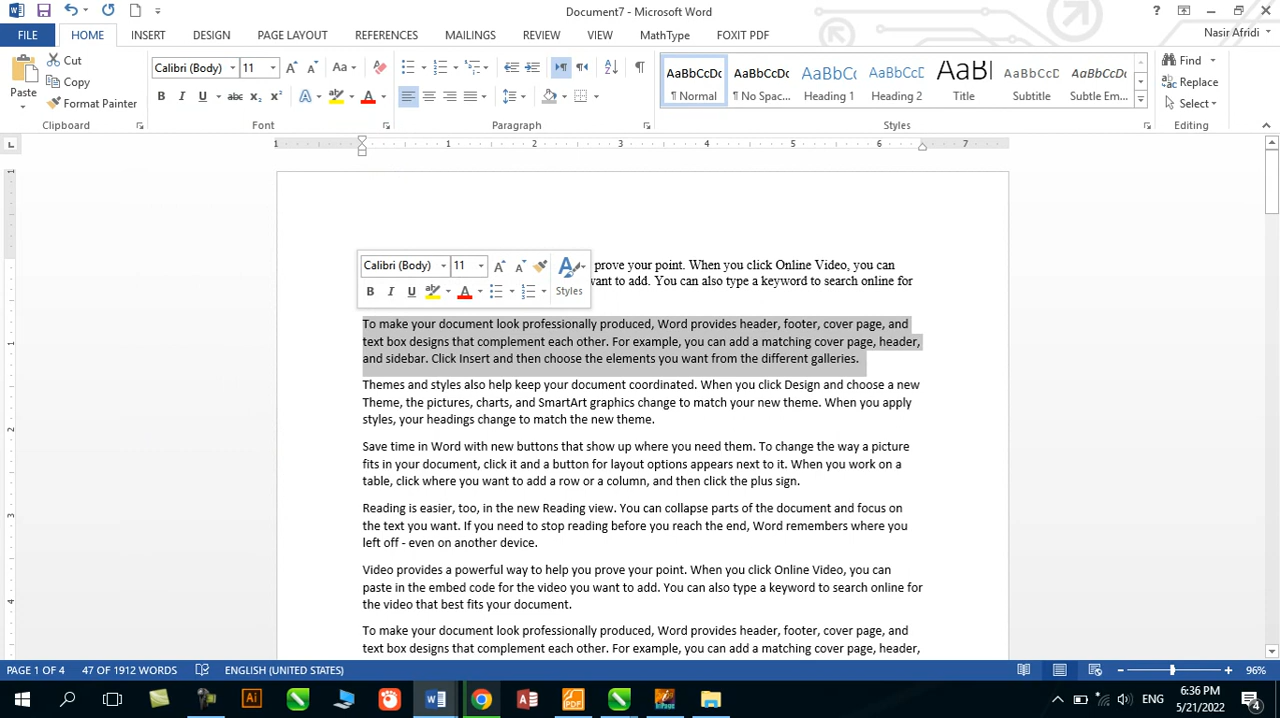 Document7 - Microsoft Word
?
FILE
HOME
INSERT
DESIGN
PAGE LAYOUT
REFERENCES
MAILINGS
REVIEW
VIEW
MathType
FOXIT PDF
Nasir Afridi
Paste
Cut
Copy
Format Painter
Clipboard
Calibri (Body)
11
Aa
B I U abc x₂ x²
A
Font
Paragraph
AaBbCcDc
¶ Normal
AaBbCcDc
¶ No Spac...
AaBbCc
Heading 1
AaBbCcD
Heading 2
AaBl
Title
AaBbCcD
Subtitle
AaBbCcDc
Subtle Em...
Styles
Find
Replace
Select
Editing
1 1 2 3 4 5 6 7
Calibri (Body) 11
B I U
Styles
prove your point. When you click Online Video, you can
want to add. You can also type a keyword to search online for
To make your document look professionally produced, Word provides header, footer, cover page, and
text box designs that complement each other. For example, you can add a matching cover page, header,
and sidebar. Click Insert and then choose the elements you want from the different galleries.
Themes and styles also help keep your document coordinated. When you click Design and choose a new
Theme, the pictures, charts, and SmartArt graphics change to match your new theme. When you apply
styles, your headings change to match the new theme.
Save time in Word with new buttons that show up where you need them. To change the way a picture
fits in your document, click it and a button for layout options appears next to it. When you work on a
table, click where you want to add a row or a column, and then click the plus sign.
Reading is easier, too, in the new Reading view. You can collapse parts of the document and focus on
the text you want. If you need to stop reading before you reach the end, Word remembers where you
left off - even on another device.
Video provides a powerful way to help you prove your point. When you click Online Video, you can
paste in the embed code for the video you want to add. You can also type a keyword to search online for
the video that best fits your document.
To make your document look professionally produced, Word provides header, footer, cover page, and
text box designs that complement each other. For example, you can add a matching cover page, header,
PAGE 1 OF 4
47 OF 1912 WORDS
ENGLISH (UNITED STATES)
96%
ENG
6:36 PM
5/21/2022
4